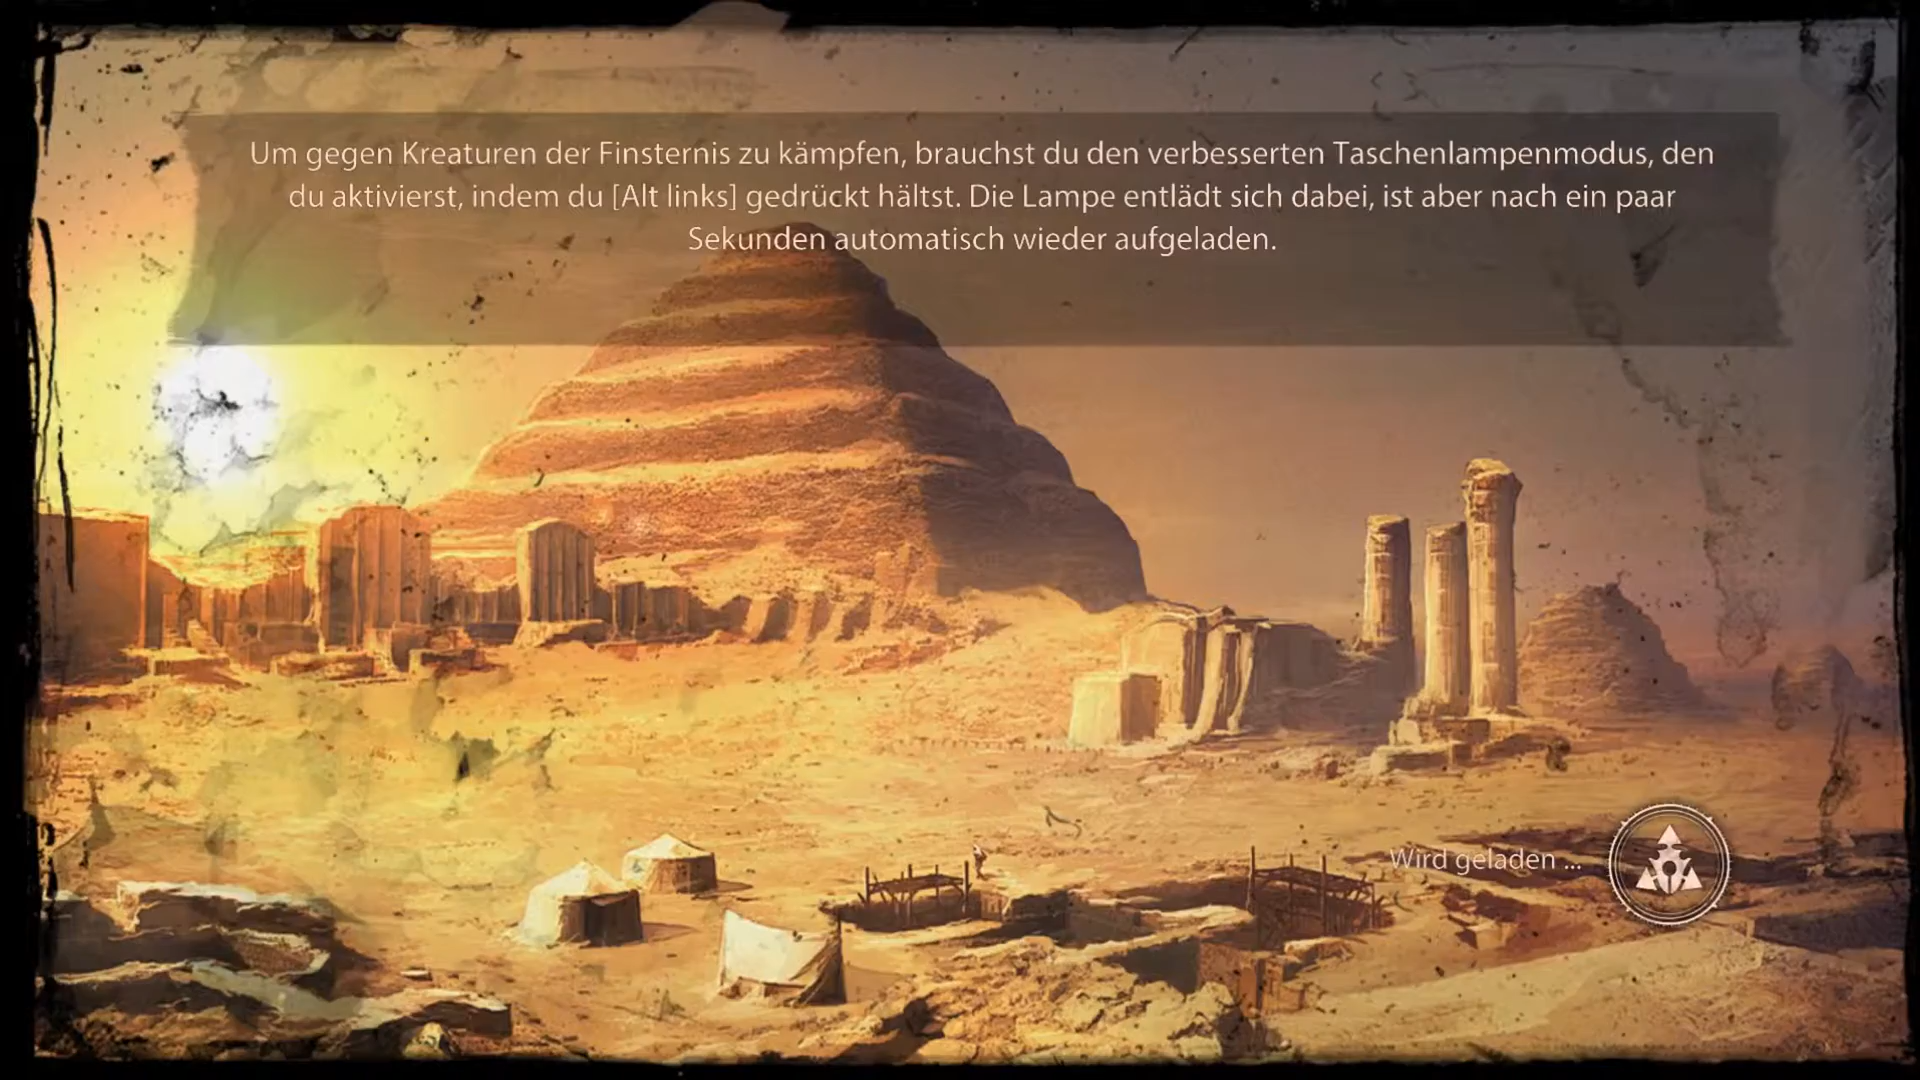 Um gegen Kreaturen der Finsternis zu kämpfen, brauchst du den verbesserten Taschenlampenmodus, den
du aktivierst, indem du [Alt links] gedrückt hältst. Die Lampe entlädt sich dabei, ist aber nach ein paar
Sekunden automatisch wieder aufgeladen.
Wird geladen ...